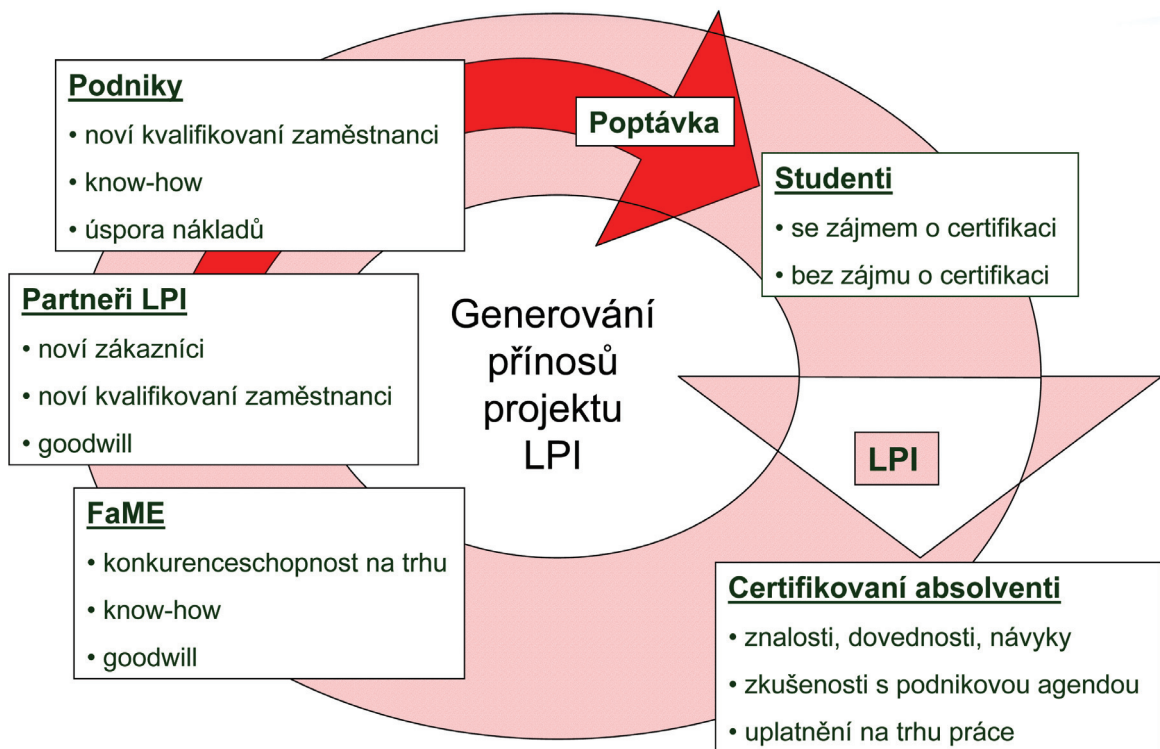 Podniky
• noví kvalifikovaní zaměstnanci
• know-how
• úspora nákladů
Poptávka
Studenti
• se zájmem o certifikaci
• bez zájmu o certifikaci
Partneři LPI
• noví zákazníci
• noví kvalifikovaní zaměstnanci
• goodwill
Generování
přínosů
projektu
LPI
LPI
FaME
• konkurenceschopnost na trhu
• know-how
• goodwill
Certifikovaní absolventi
• znalosti, dovednosti, návyky
• zkušenosti s podnikovou agendou
• uplatnění na trhu práce